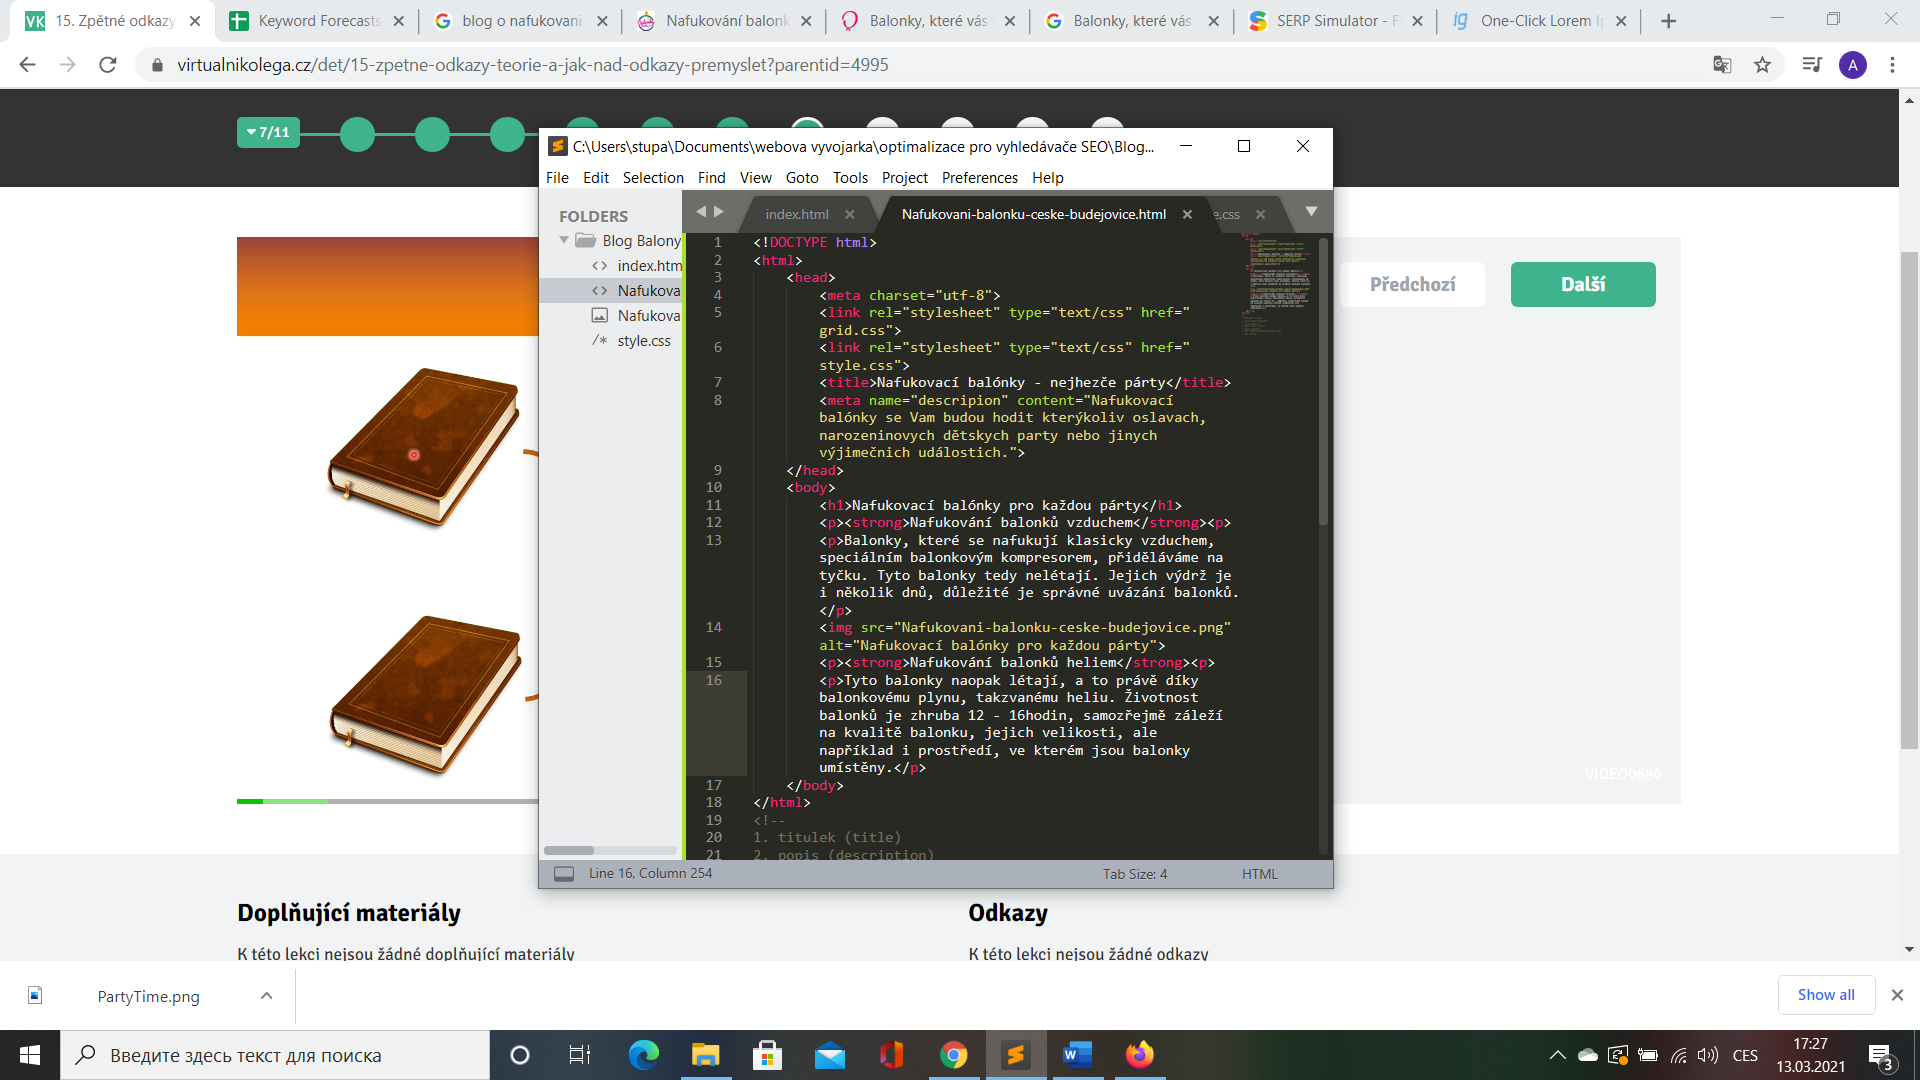 15. Zpětné odkazy
Keyword Forecasts
blog o nafukovani
Nafukování balonk
Balonky, které vás
Balonky, které vás
SERP Simulator - F
One-Click Lorem Ip
virtualnikolega.cz/det/15-zpetne-odkazy-teorie-a-jak-nad-odkazy-premyslet?parentid=4995
A
7/11
C:\Users\stupa\Documents\webova vyvojarka\optimalizace pro vyhledávače SEO\Blog...
File Edit Selection Find View Goto Tools Project Preferences Help
FOLDERS
Blog Balony
index.htm
Nafukova
Nafukova
style.css
index.html
Nafukovani-balonku-ceske-budejovice.html
e.css
1 <!DOCTYPE html>
2 <html>
3 <head>
4 <meta charset="utf-8">
5 <link rel="stylesheet" type="text/css" href="
grid.css">
6 <link rel="stylesheet" type="text/css" href="
style.css">
7 <title>Nafukovací balónky - nejhezče párty</title>
8 <meta name="descripion" content="Nafukovací
balónky se Vam budou hodit kterýkoliv oslavach,
narozeninovych dětskych party nebo jinych
výjimečnich událostich.">
9 </head>
10 <body>
11 <h1>Nafukovací balónky pro každou párty</h1>
12 <p><strong>Nafukování balonků vzduchem</strong><p>
13 <p>Balonky, které se nafukují klasicky vzduchem,
speciálním balonkovým kompresorem, přiděláváme na
tyčku. Tyto balonky tedy nelétají. Jejich výdrž je
i několik dnů, důležité je správné uvázání balonků.
</p>
14 <img src="Nafukovani-balonku-ceske-budejovice.png"
alt="Nafukovací balónky pro každou párty">
15 <p><strong>Nafukování balonků heliem</strong><p>
16 <p>Tyto balonky naopak létají, a to právě díky
balonkovému plynu, takzvanému heliu. Životnost
balonků je zhruba 12 - 16hodin, samozřejmě záleží
na kvalitě balonku, jejich velikosti, ale
například i prostředí, ve kterém jsou balonky
umístěny.</p>
17 </body>
18 </html>
19 <!--
20 1. titulek (title)
21 2. popis (description)
Line 16, Column 254
Tab Size: 4
HTML
Předchozí
Další
VIDEO0680
Doplňující materiály
K této lekci nejsou žádné doplňující materiály
Odkazy
K této lekci nejsou žádné odkazy
PartyTime.png
Show all
Введите здесь текст для поиска
CES
17:27
13.03.2021
3